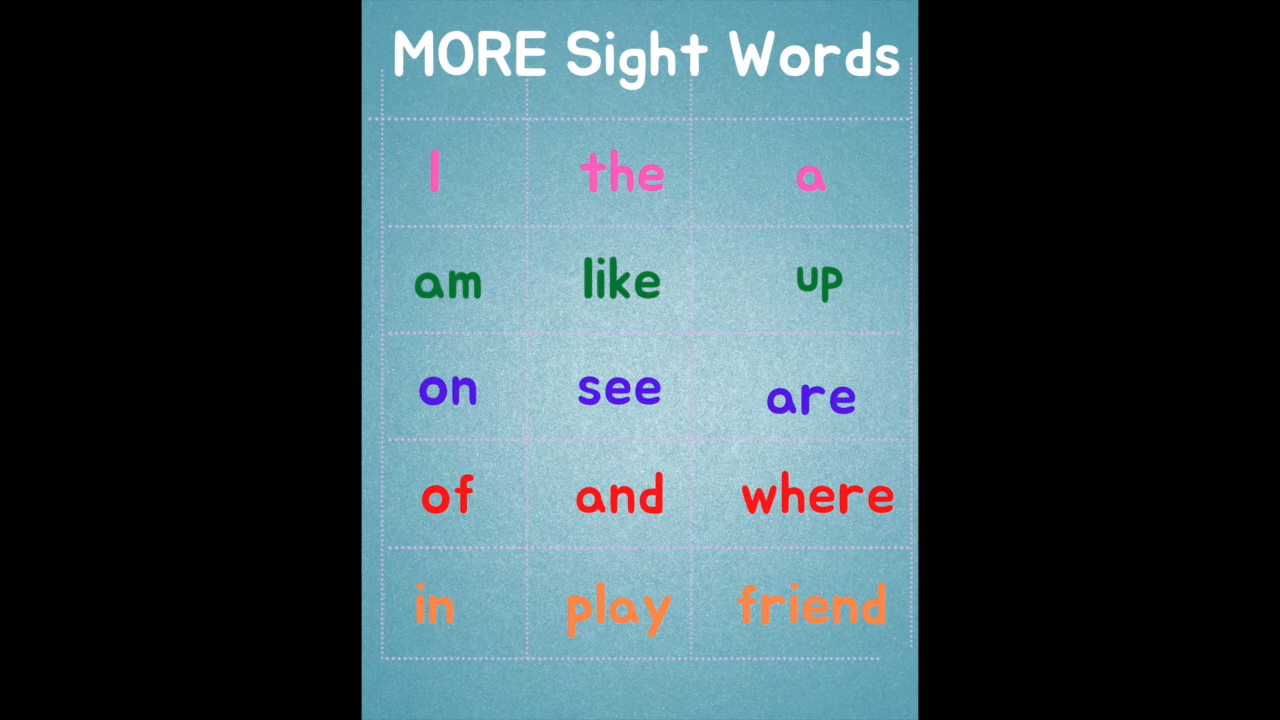 MORE Sight Words
I the a
am like up
on see are
of and where
in play friend